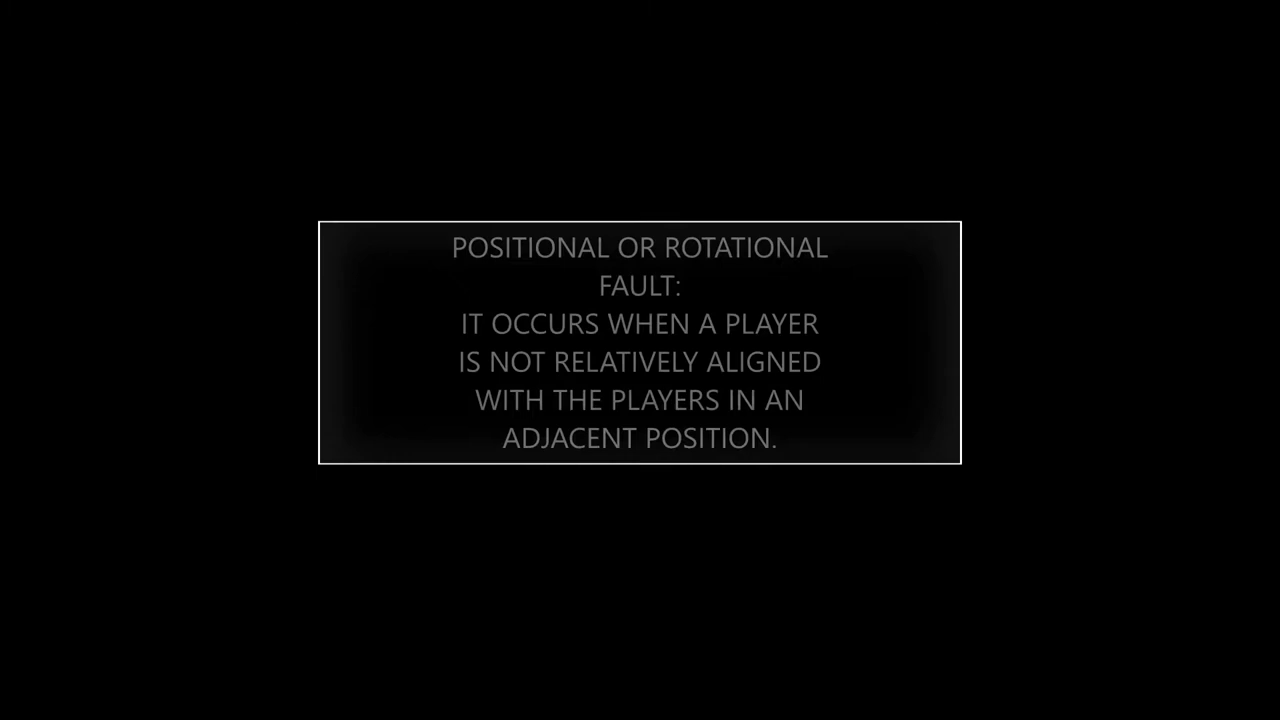 POSITIONAL OR ROTATIONAL
FAULT:
IT OCCURS WHEN A PLAYER
IS NOT RELATIVELY ALIGNED
WITH THE PLAYERS IN AN
ADJACENT POSITION.